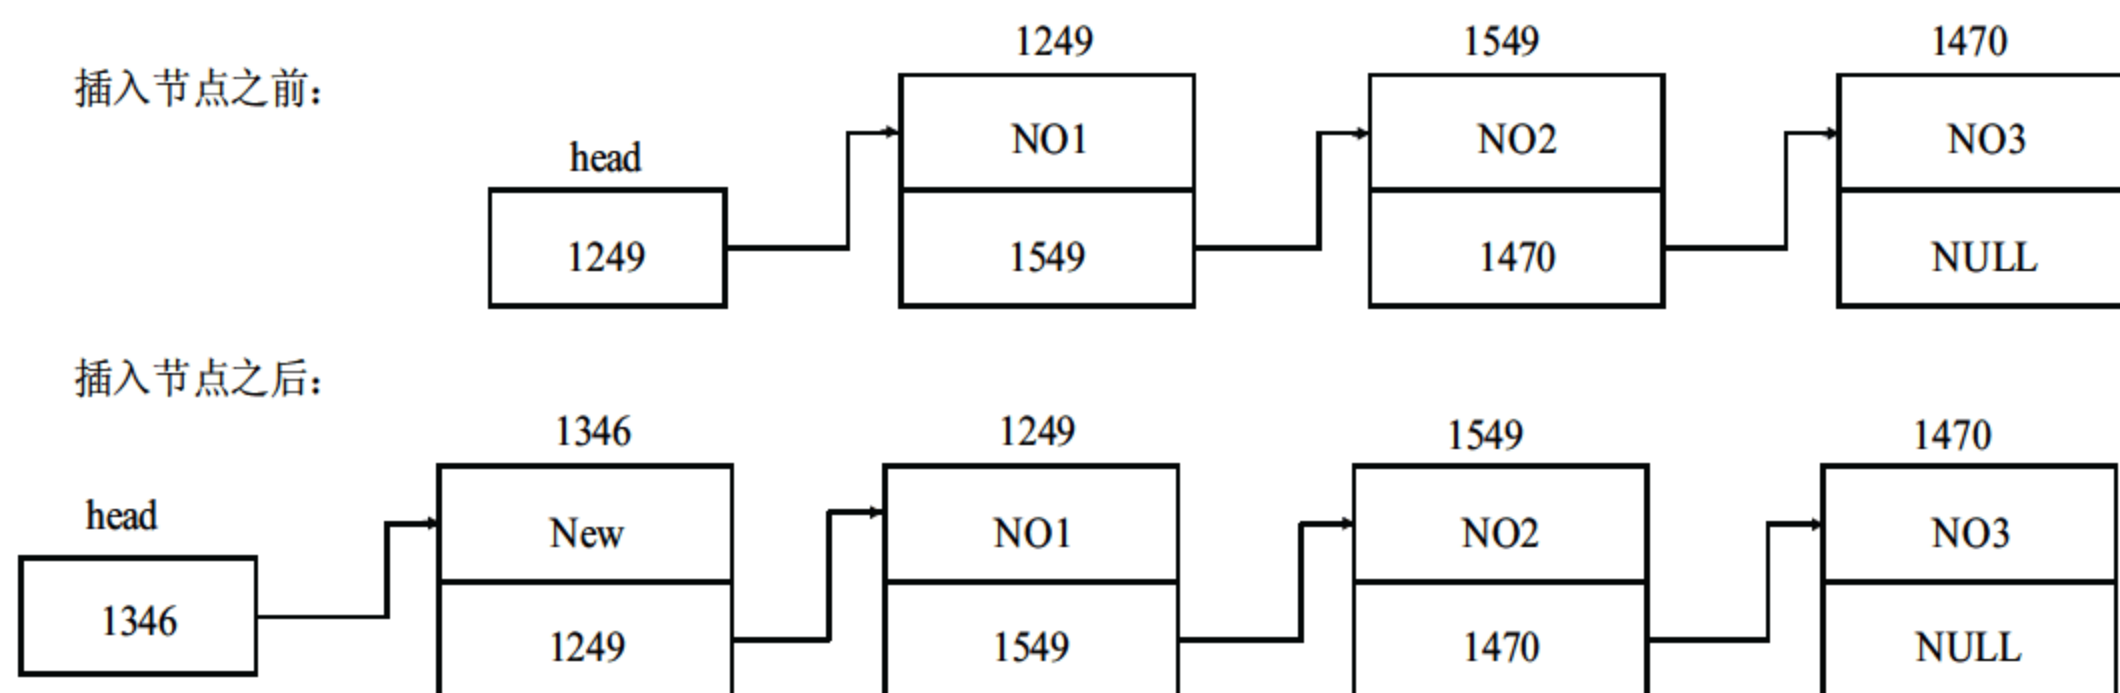 插入节点之前：
1249 1549 1470
head
NO1 NO2 NO3
1249 1549 1470 NULL
插入节点之后：
1346 1249 1549 1470
head
New NO1 NO2 NO3
1346 1249 1549 1470 NULL